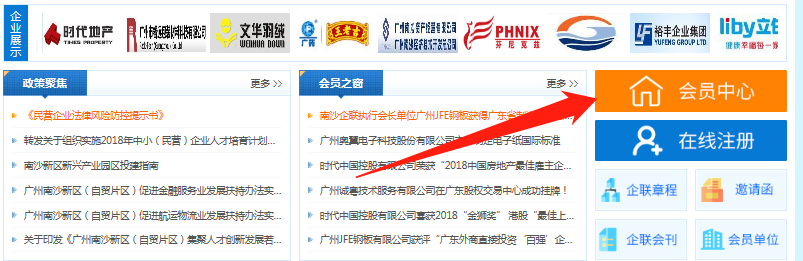 企业展示
时代地产
TIMES PROPERTY
文华羽绒
WENHUA DOWN
广药
王老吉
PHNIX
芬尼克兹
裕丰企业集团
YUFENG GROUP LTD
liby立
健康幸福每一家
政策聚焦 更多 >>
《民营企业法律风险防控提示书》
转发关于组织实施2018年中小（民营）企业人才培育计划...
南沙新区新兴产业园区投建指南
广州南沙新区（自贸片区）促进金融服务业发展扶持办法实...
广州南沙新区（自贸片区）促进航运物流业发展扶持办法实...
关于印发《广州南沙新区（自贸片区）集聚人才创新发展若...
会员之窗 更多 >>
南沙企联执行会长单位广州JFE钢板获得广东省
广州奥翼电子科技股份有限公司 电子纸国际标准
时代中国控股有限公司荣获“2018中国房地产最佳雇主企...
广州诚粤技术服务有限公司在广东股权交易中心成功挂牌！
时代中国控股有限公司喜获2018“金狮奖” 港股“最佳上...
广州JFE钢板有限公司获评“广东外商直接投资‘百强’企...
会员中心
在线注册
企联章程
邀请函
企联会刊
会员单位